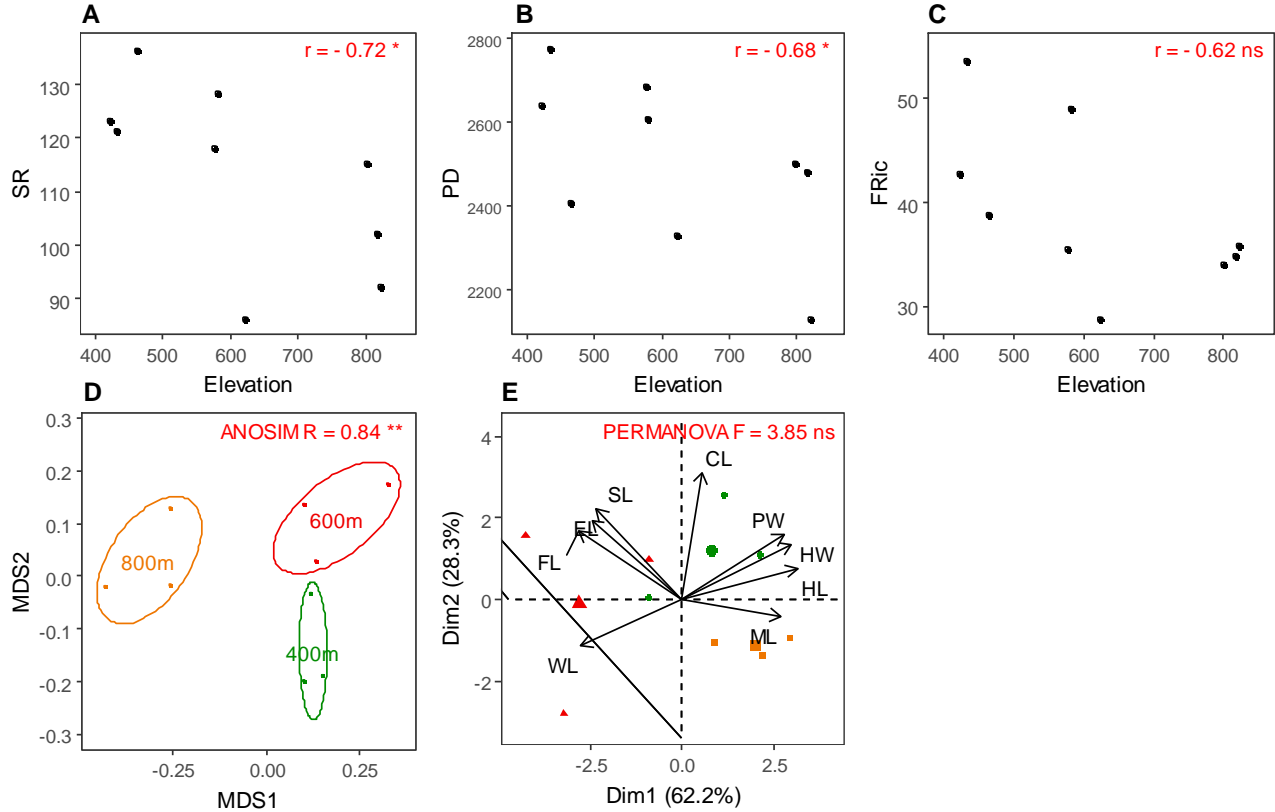 A
r = - 0.72 *
130
120
110
100
90
SR
400
500
600
700
800
Elevation
B
r = - 0.68 *
2800
2600
2400
2200
PD
400
500
600
700
800
Elevation
C
r = - 0.62 ns
50
40
30
FRic
400
500
600
700
800
Elevation
D
ANOSIM R = 0.84 **
0.3
0.2
0.1
0.0
-0.1
-0.2
-0.3
MDS2
600m
800m
400m
-0.25
0.00
0.25
MDS1
E
PERMANOVA F = 3.85 ns
4
2
0
-2
Dim2 (28.3%)
CL
SL
EL
FL
PW
HW
HL
ML
WL
-2.5
0.0
2.5
Dim1 (62.2%)